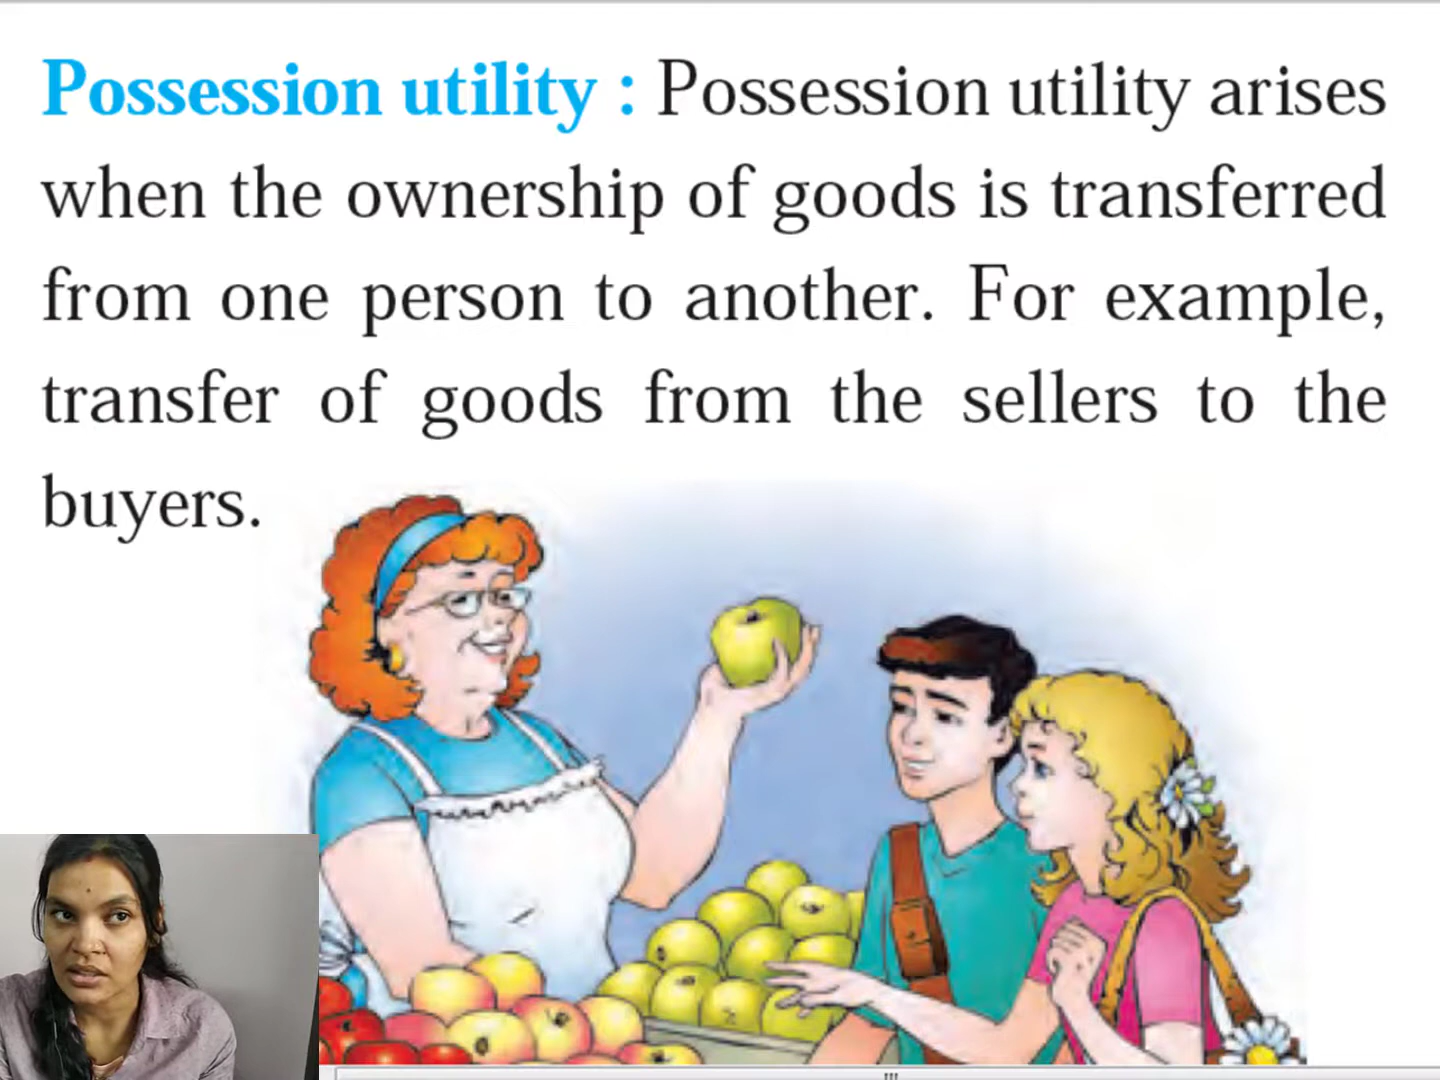 Possession utility : Possession utility arises
when the ownership of goods is transferred
from one person to another. For example,
transfer of goods from the sellers to the
buyers.